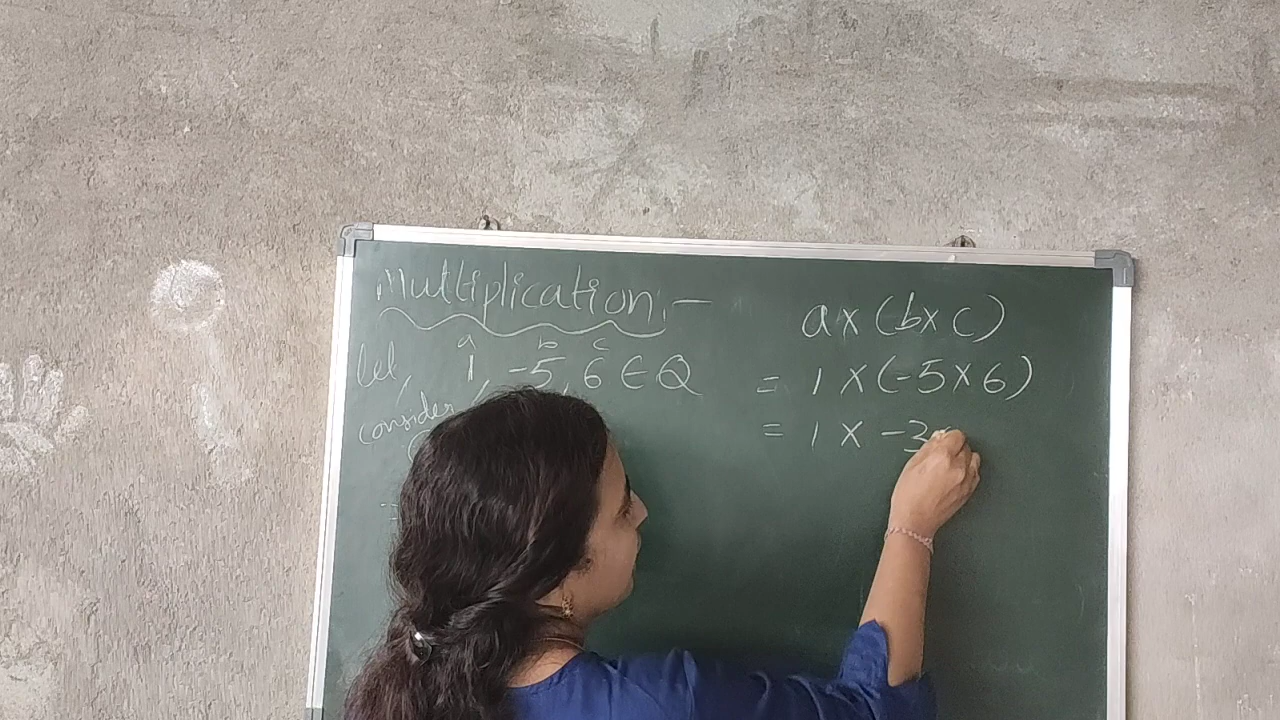 Multiplication:-
let, 1, -5, 6 ∈ Q
a b c
consider
a x (b x c)
= 1 x (-5 x 6)
= 1 x -3